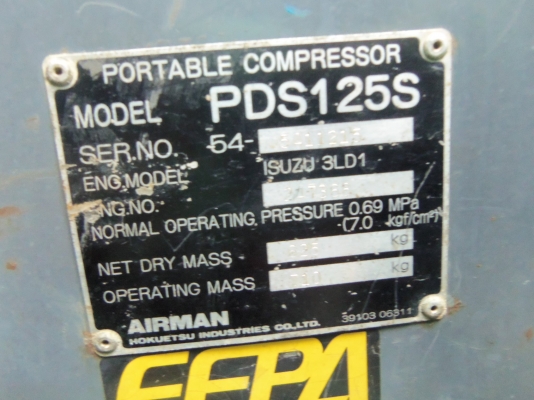 PORTABLE COMPRESSOR
MODEL PDS125S
SER.NO. 54-
ENG.MODEL ISUZU 3LD1
ENG.NO.
NORMAL OPERATING PRESSURE 0.69 MPa
(7.0 kgf/cm²)
NET DRY MASS kg
OPERATING MASS kg
AIRMAN
HOKUETSU INDUSTRIES CO.,LTD.
39103 06311